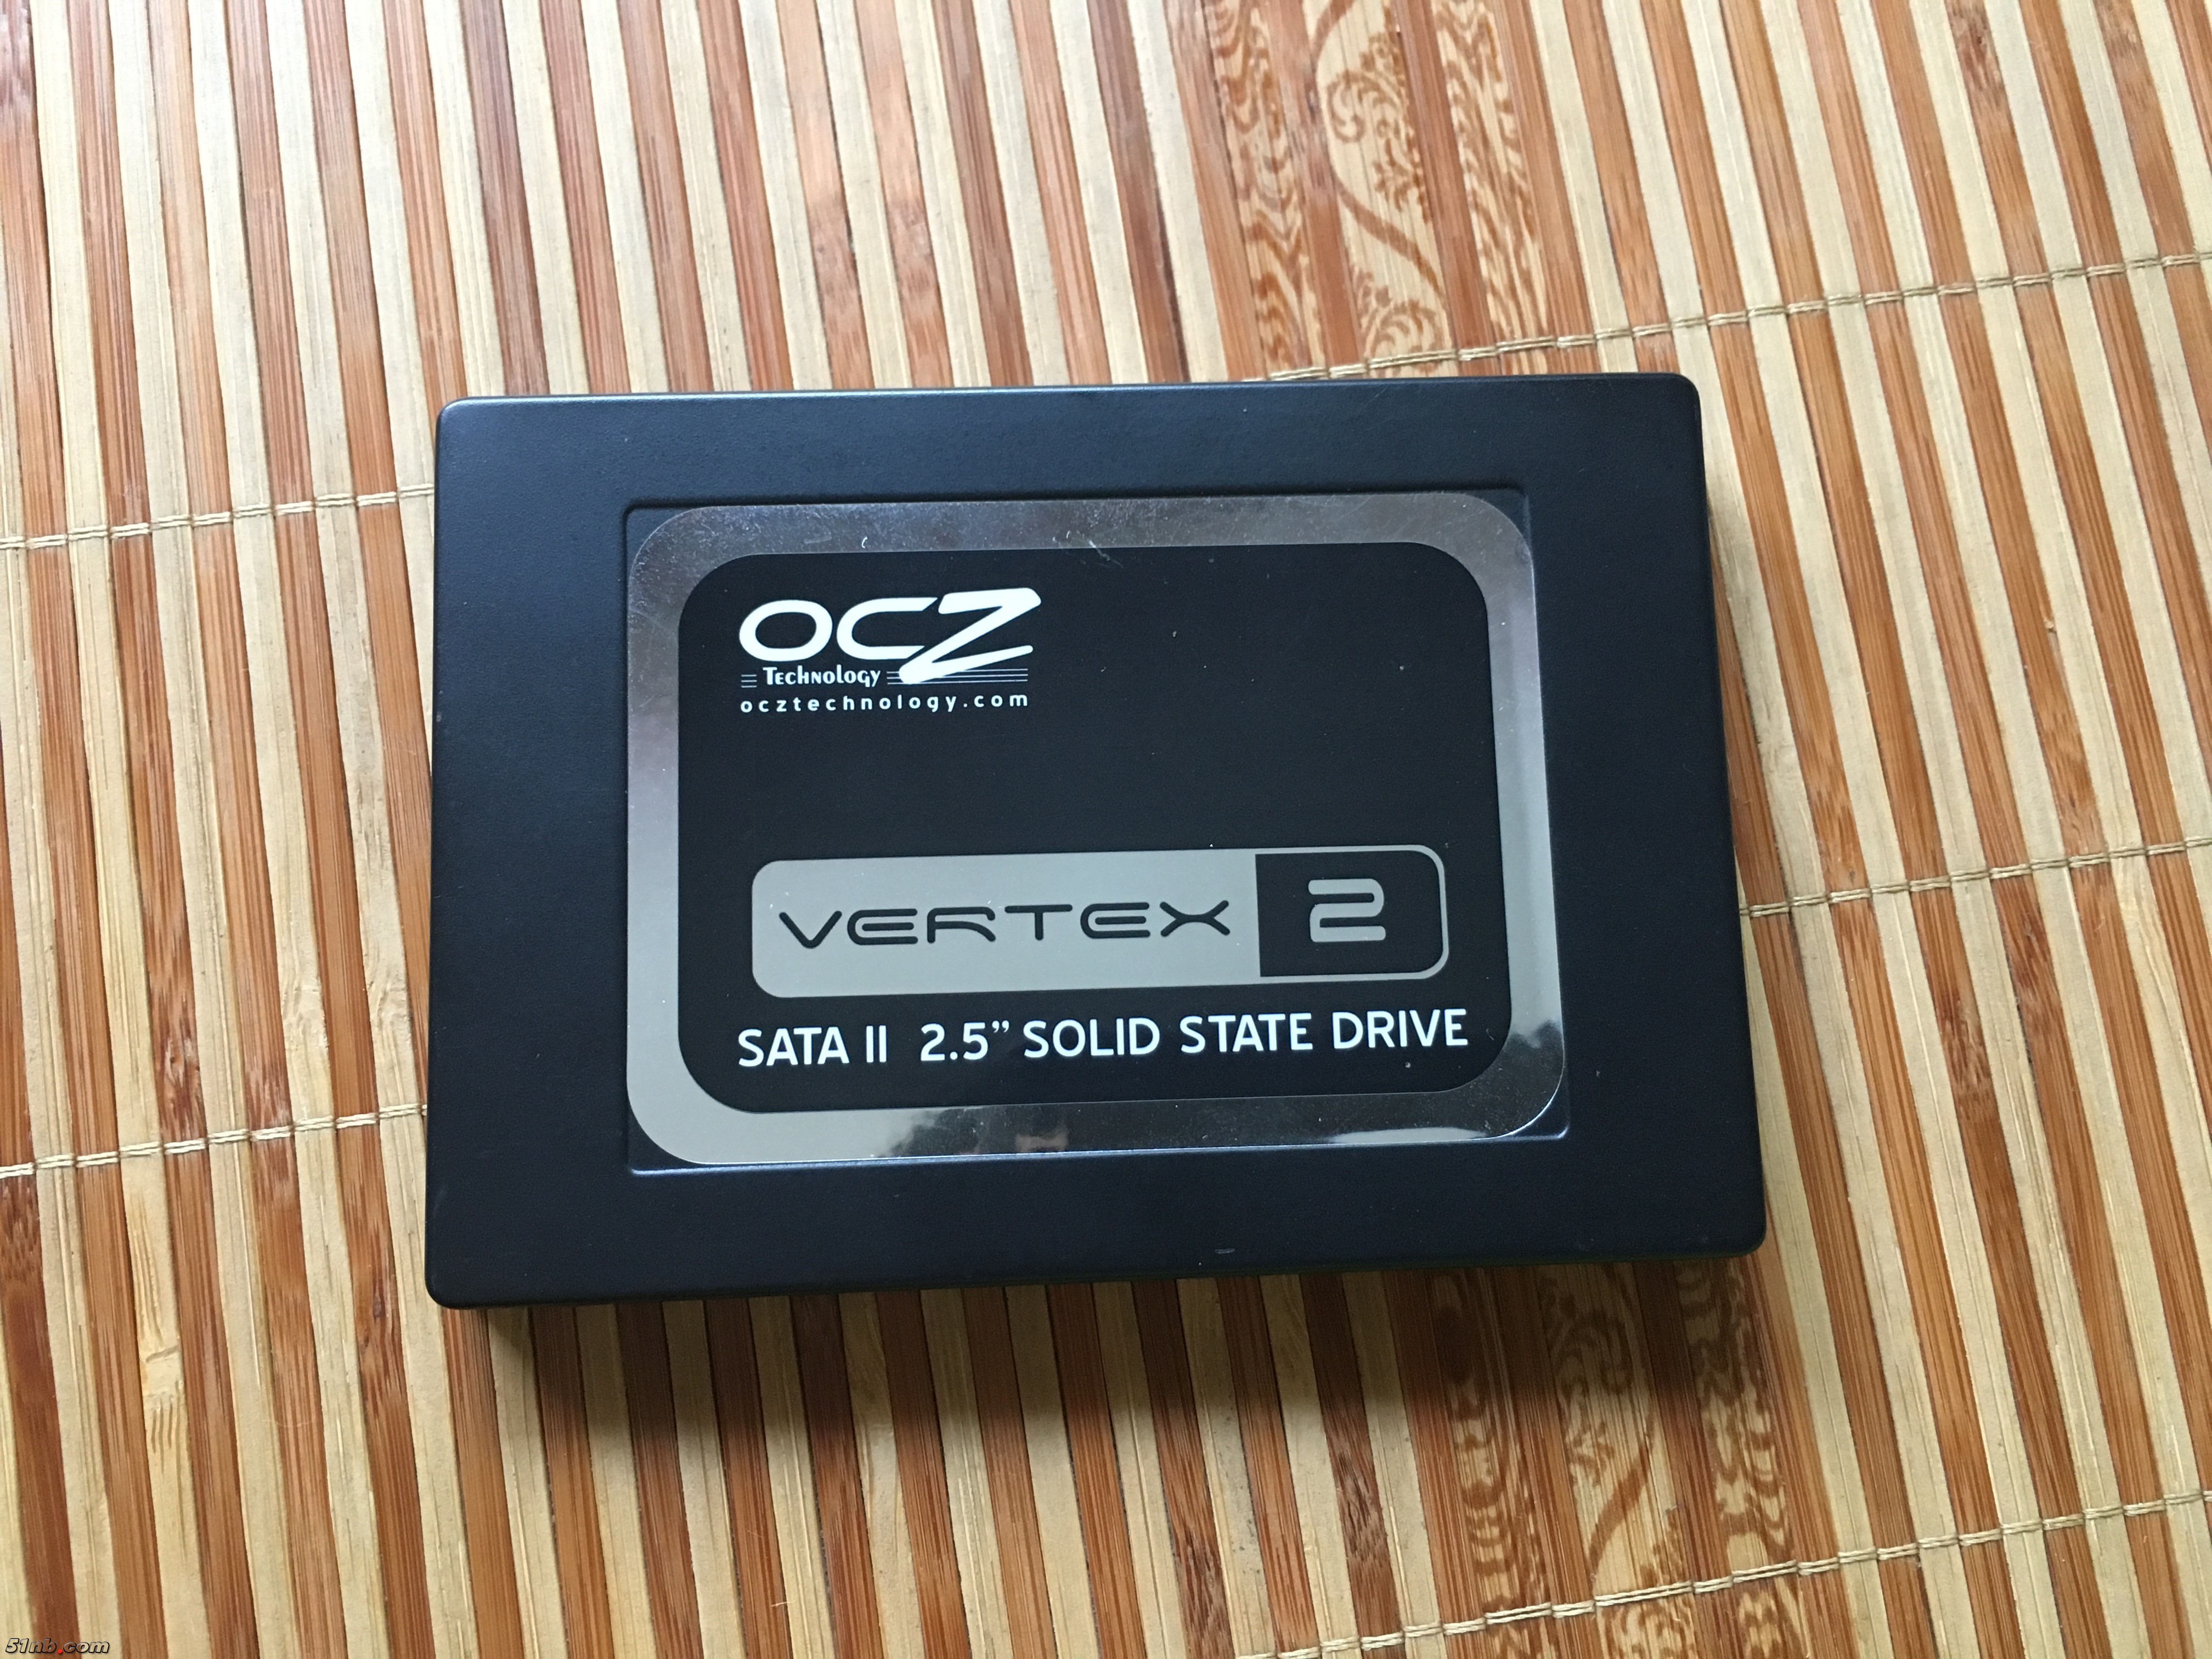 OCZ
Technology
ocztechnology.com
VERTEX 2
SATA II 2.5” SOLID STATE DRIVE
51nb.com